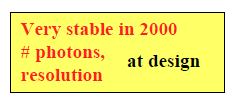 Very stable in 2000
# photons,
resolution at design